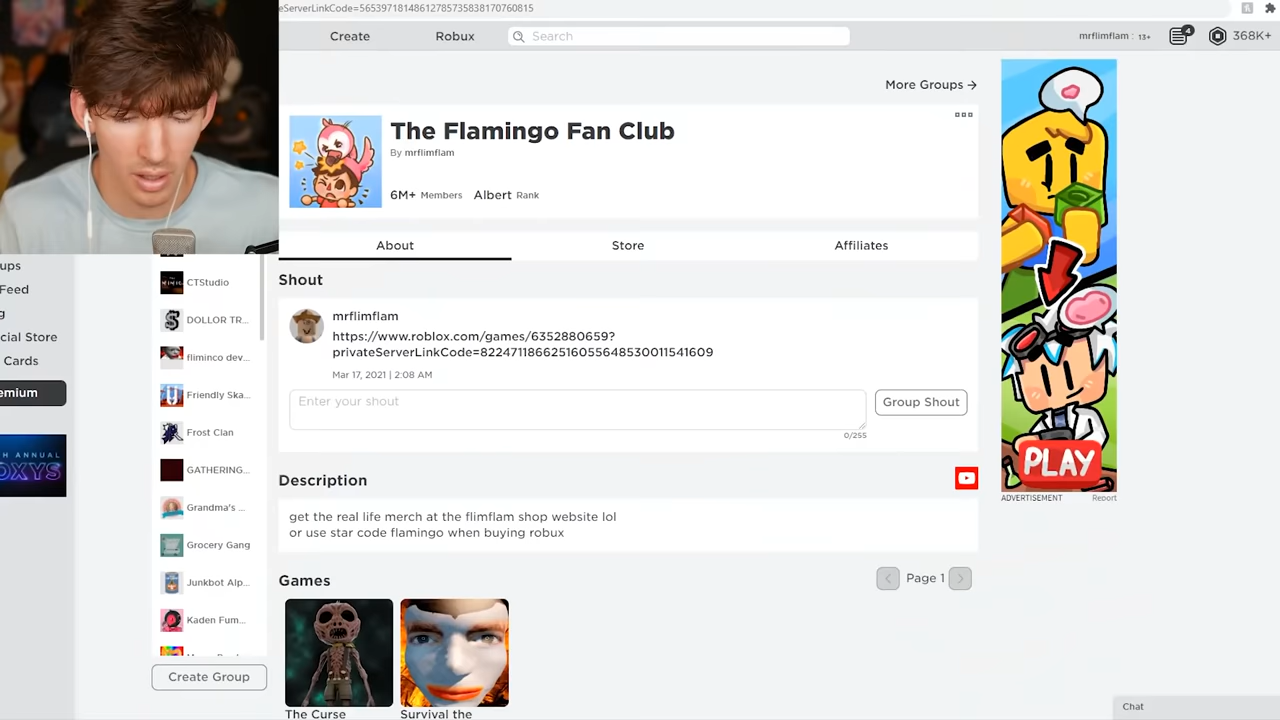 eServerLinkCode=56539718148612785735838170760815
Create
Robux
Search
mrflimflam : 13+
4
368K+
More Groups →
The Flamingo Fan Club
By mrflimflam
6M+ Members
Albert Rank
About
Store
Affiliates
Shout
mrflimflam
https://www.roblox.com/games/6352880659?
privateServerLinkCode=82247118662516055648530011541609
Mar 17, 2021 | 2:08 AM
Enter your shout
Group Shout
0/255
Description
get the real life merch at the flimflam shop website lol
or use star code flamingo when buying robux
Games
Page 1
The Curse
Survival the
ups
Feed
g
cial Store
Cards
emium
H ANNUAL
OXYS
CTStudio
DOLLOR TR...
fliminco dev...
Friendly Ska...
Frost Clan
GATHERING...
Grandma's ...
Grocery Gang
Junkbot Alp...
Kaden Fum...
Create Group
PLAY
ADVERTISEMENT
Report
Chat